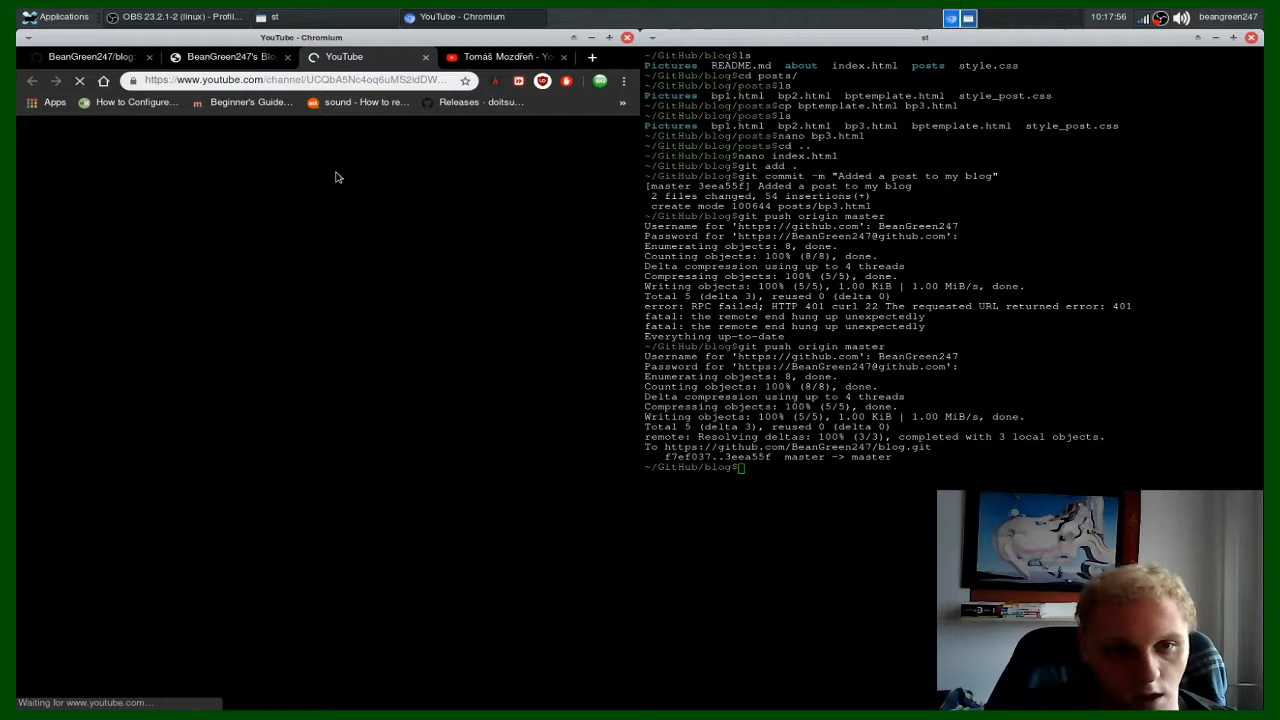 Applications
OBS 23.2.1-2 (linux) - Profil...
st
YouTube - Chromium
10:17:56
beangreen247
YouTube - Chromium
st
BeanGreen247/blog:
BeanGreen247's Blo
YouTube
Tomáš Mozdřeň - Yo
https://www.youtube.com/channel/UCQbA5Nc4oq6uMS2idDW...
Apps
How to Configure...
Beginner's Guide...
sound - How to re...
Releases · doitsu...
»
~/GitHub/blog$ls
Pictures README.md about index.html posts style.css
~/GitHub/blog$cd posts/
~/GitHub/blog/posts$ls
Pictures bp1.html bp2.html bptemplate.html style_post.css
~/GitHub/blog/posts$cp bptemplate.html bp3.html
~/GitHub/blog/posts$ls
Pictures bp1.html bp2.html bp3.html bptemplate.html style_post.css
~/GitHub/blog/posts$nano bp3.html
~/GitHub/blog/posts$cd ..
~/GitHub/blog$nano index.html
~/GitHub/blog$git add .
~/GitHub/blog$git commit -m "Added a post to my blog"
[master 3eea55f] Added a post to my blog
2 files changed, 54 insertions(+)
create mode 100644 posts/bp3.html
~/GitHub/blog$git push origin master
Username for 'https://github.com': BeanGreen247
Password for 'https://BeanGreen247@github.com':
Enumerating objects: 8, done.
Counting objects: 100% (8/8), done.
Delta compression using up to 4 threads
Compressing objects: 100% (5/5), done.
Writing objects: 100% (5/5), 1.00 KiB | 1.00 MiB/s, done.
Total 5 (delta 3), reused 0 (delta 0)
error: RPC failed; HTTP 401 curl 22 The requested URL returned error: 401
fatal: the remote end hung up unexpectedly
fatal: the remote end hung up unexpectedly
Everything up-to-date
~/GitHub/blog$git push origin master
Username for 'https://github.com': BeanGreen247
Password for 'https://BeanGreen247@github.com':
Enumerating objects: 8, done.
Counting objects: 100% (8/8), done.
Delta compression using up to 4 threads
Compressing objects: 100% (5/5), done.
Writing objects: 100% (5/5), 1.00 KiB | 1.00 MiB/s, done.
Total 5 (delta 3), reused 0 (delta 0)
remote: Resolving deltas: 100% (3/3), completed with 3 local objects.
To https://github.com/BeanGreen247/blog.git
f7ef037..3eea55f master -> master
~/GitHub/blog$
Waiting for www.youtube.com...